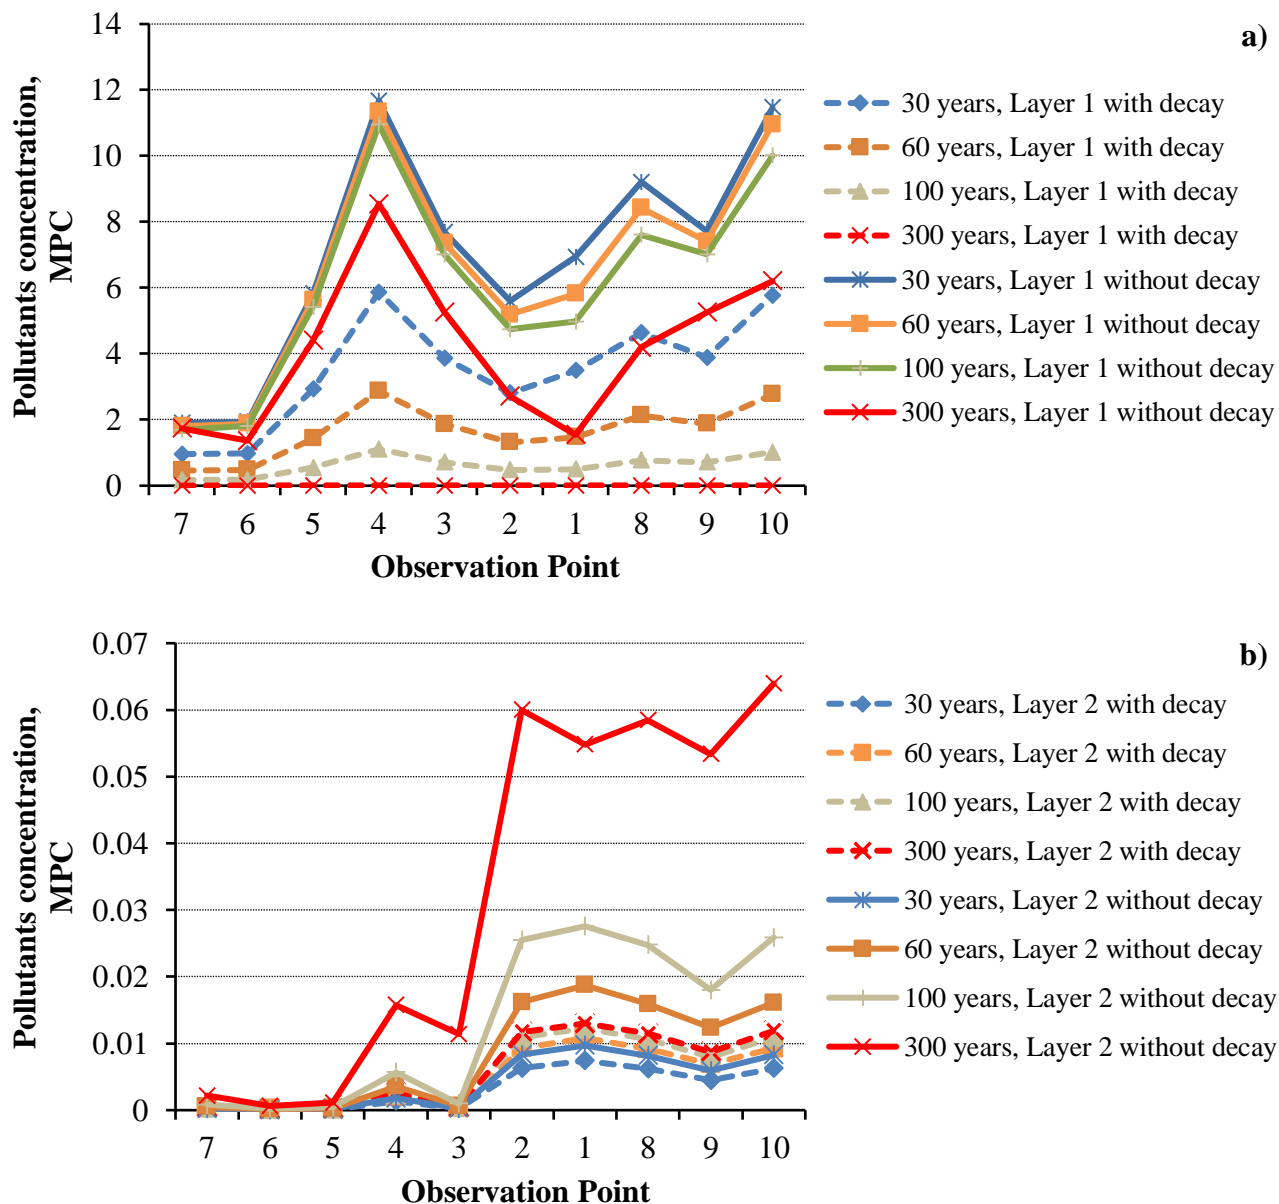 a)
Pollutants concentration,
MPC
14
12
10
8
6
4
2
0
7 6 5 4 3 2 1 8 9 10
Observation Point
30 years, Layer 1 with decay
60 years, Layer 1 with decay
100 years, Layer 1 with decay
300 years, Layer 1 with decay
30 years, Layer 1 without decay
60 years, Layer 1 without decay
100 years, Layer 1 without decay
300 years, Layer 1 without decay
b)
Pollutants concentration,
MPC
0.07
0.06
0.05
0.04
0.03
0.02
0.01
0
7 6 5 4 3 2 1 8 9 10
Observation Point
30 years, Layer 2 with decay
60 years, Layer 2 with decay
100 years, Layer 2 with decay
300 years, Layer 2 with decay
30 years, Layer 2 without decay
60 years, Layer 2 without decay
100 years, Layer 2 without decay
300 years, Layer 2 without decay